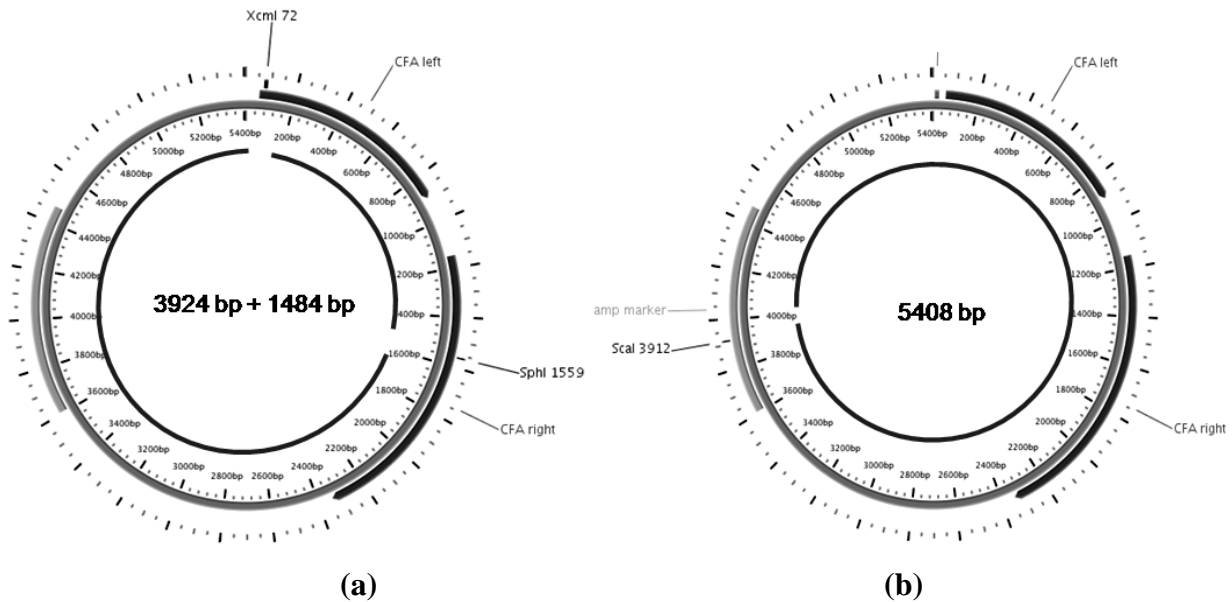 XcmI 72
CFA left
5400bp
200bp
400bp
600bp
800bp
1000bp
200bp
400bp
1600bp
1800bp
2000bp
2200bp
2400bp
2600bp
2800bp
3000bp
3200bp
3400bp
3600bp
3800bp
4000bp
4200bp
4400bp
4600bp
4800bp
5000bp
5200bp
3924 bp + 1484 bp
SphI 1559
CFA right
(a)
CFA left
5400bp
200bp
400bp
600bp
800bp
1000bp
1200bp
1400bp
1600bp
1800bp
2000bp
2200bp
2400bp
2600bp
2800bp
3000bp
3200bp
3400bp
3600bp
3800bp
4000bp
4200bp
4400bp
4600bp
4800bp
5000bp
5200bp
amp marker
ScaI 3912
5408 bp
CFA right
(b)